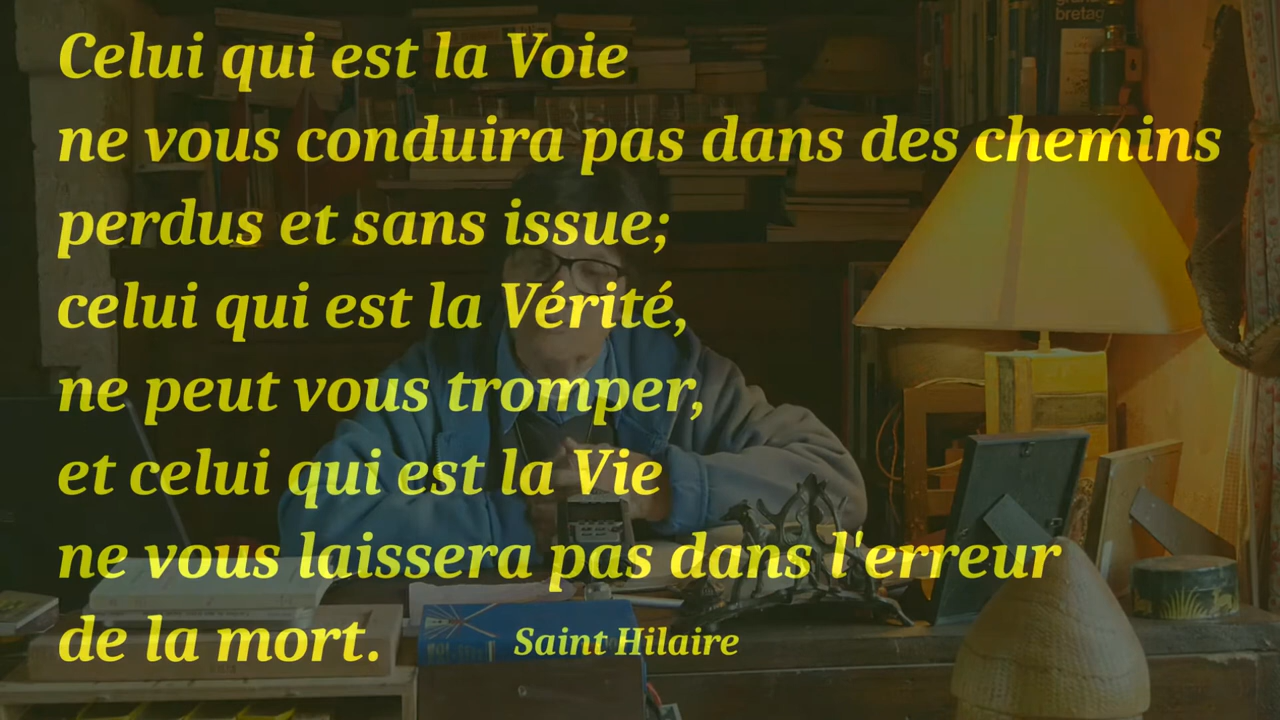 grand
bretag
Celui qui est la Voie
ne vous conduira pas dans des chemins
perdus et sans issue;
celui qui est la Vérité,
ne peut vous tromper,
et celui qui est la Vie
ne vous laissera pas dans l'erreur
de la mort.
Saint Hilaire